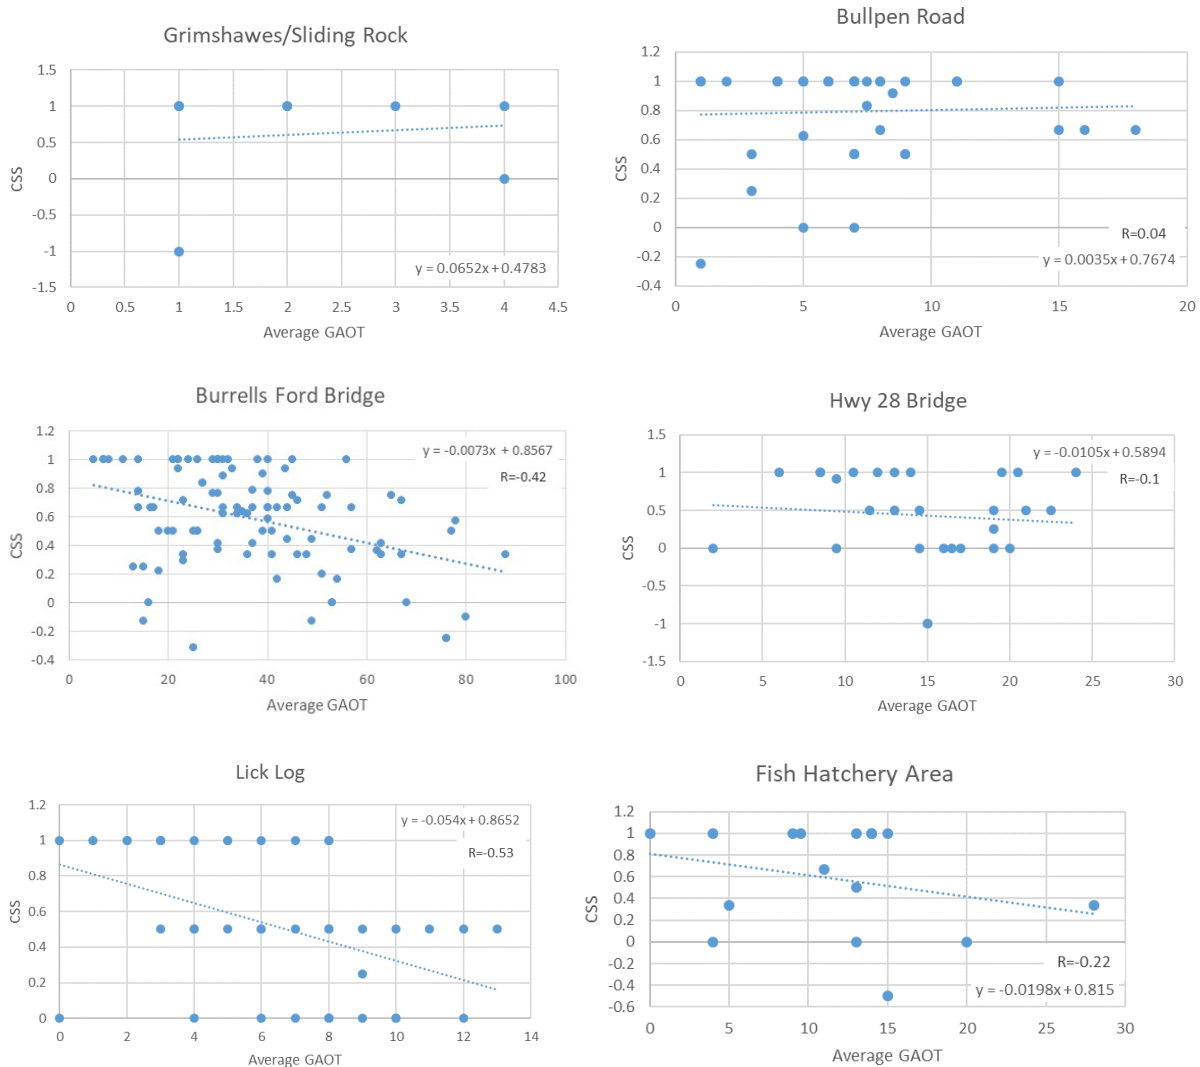 Grimshawes/Sliding Rock
1.5
1
0.5
0
-0.5
-1
-1.5
CSS
y = 0.0652x + 0.4783
0 0.5 1 1.5 2 2.5 3 3.5 4 4.5
Average GAOT
Bullpen Road
1.2
1
0.8
0.6
0.4
0.2
0
-0.2
-0.4
CSS
R=0.04
y = 0.0035x + 0.7674
0 5 10 15 20
Average GAOT
Burrells Ford Bridge
1.2
1
0.8
0.6
0.4
0.2
0
-0.2
-0.4
CSS
y = -0.0073x + 0.8567
R=-0.42
0 20 40 60 80 100
Average GAOT
Hwy 28 Bridge
1.5
1
0.5
0
-0.5
-1
-1.5
CSS
y = -0.0105x + 0.5894
R=-0.1
0 5 10 15 20 25 30
Average GAOT
Lick Log
1.2
1
0.8
0.6
0.4
0.2
0
CSS
y = -0.054x + 0.8652
R=-0.53
0 2 4 6 8 10 12 14
Average GAOT
Fish Hatchery Area
1.2
1
0.8
0.6
0.4
0.2
0
-0.2
-0.4
-0.6
CSS
R=-0.22
y = -0.0198x + 0.815
0 5 10 15 20 25 30
Average GAOT